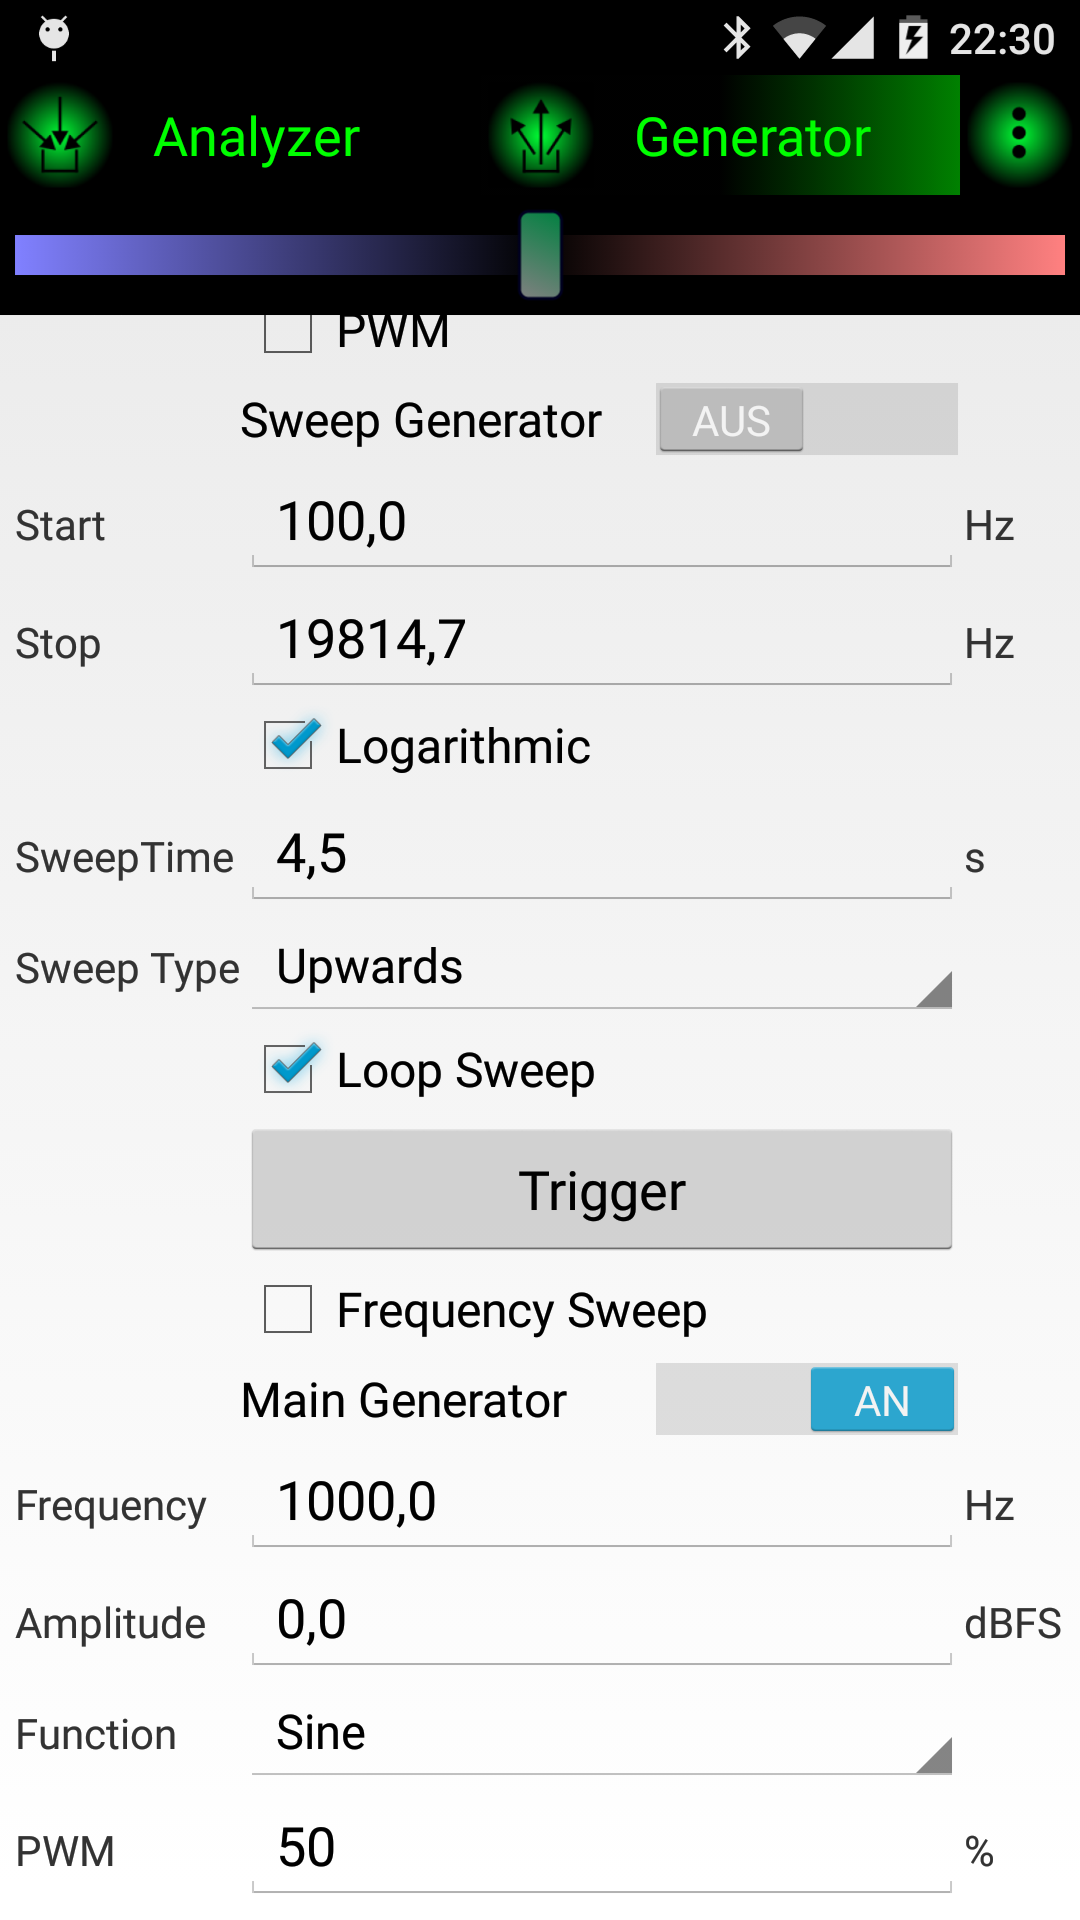 22:30
Analyzer Generator
PWM
Sweep Generator AUS
Start 100,0 Hz
Stop 19814,7 Hz
Logarithmic
SweepTime 4,5 s
Sweep Type Upwards
Loop Sweep
Trigger
Frequency Sweep
Main Generator AN
Frequency 1000,0 Hz
Amplitude 0,0 dBFS
Function Sine
PWM 50 %